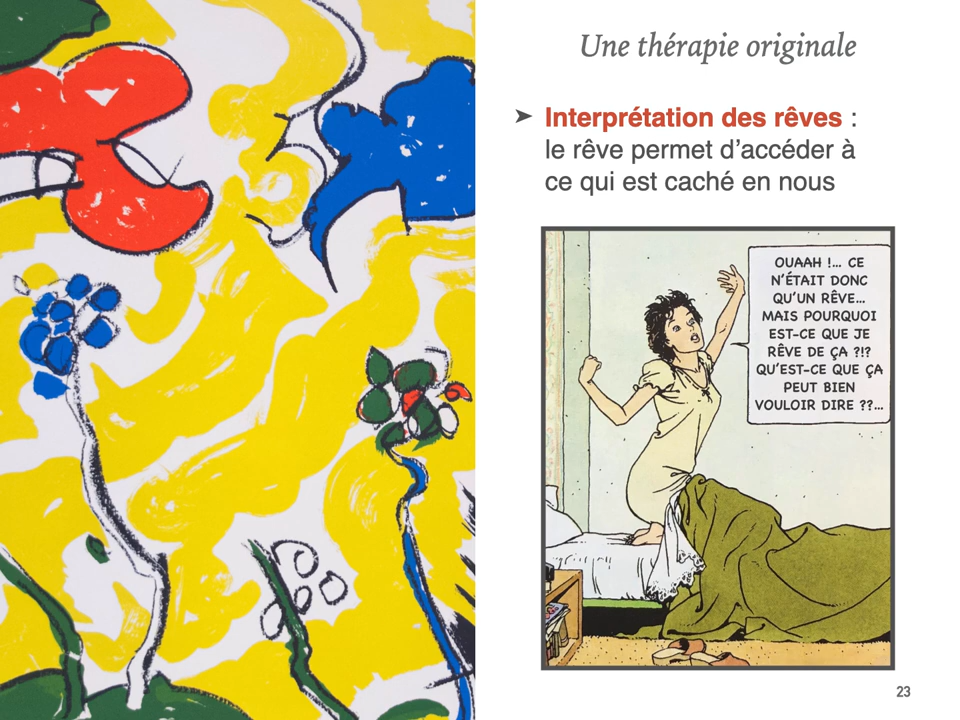 Une thérapie originale
➤ Interprétation des rêves :
le rêve permet d’accéder à
ce qui est caché en nous
OUAAH !... CE
N’ÉTAIT DONC
QU’UN RÊVE...
MAIS POURQUOI
EST-CE QUE JE
RÊVE DE ÇA ?!?
QU’EST-CE QUE ÇA
PEUT BIEN
VOULOIR DIRE ??...
23